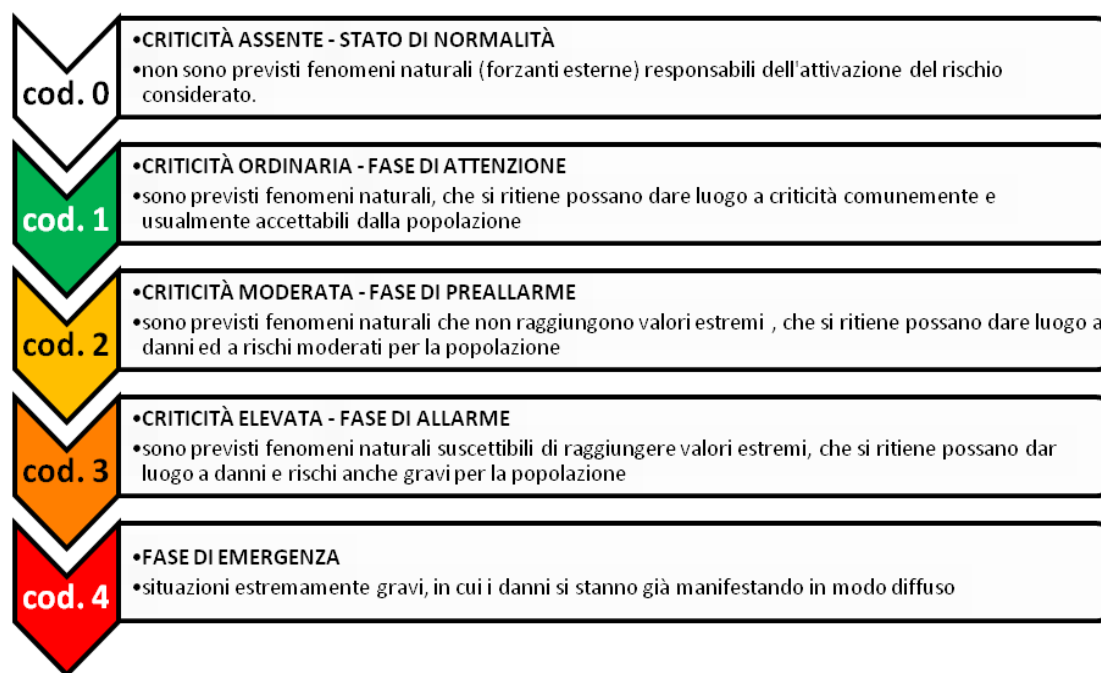 cod. 0
•CRITICITÀ ASSENTE - STATO DI NORMALITÀ
•non sono previsti fenomeni naturali (forzanti esterne) responsabili dell'attivazione del rischio
considerato.
cod. 1
•CRITICITÀ ORDINARIA - FASE DI ATTENZIONE
•sono previsti fenomeni naturali, che si ritiene possano dare luogo a criticità comunemente e
usualmente accettabili dalla popolazione
cod. 2
•CRITICITÀ MODERATA - FASE DI PREALLARME
•sono previsti fenomeni naturali che non raggiungono valori estremi , che si ritiene possano dare luogo a
danni ed a rischi moderati per la popolazione
cod. 3
•CRITICITÀ ELEVATA - FASE DI ALLARME
•sono previsti fenomeni naturali suscettibili di raggiungere valori estremi, che si ritiene possano dar
luogo a danni e rischi anche gravi per la popolazione
cod. 4
•FASE DI EMERGENZA
•situazioni estremamente gravi, in cui i danni si stanno già manifestando in modo diffuso